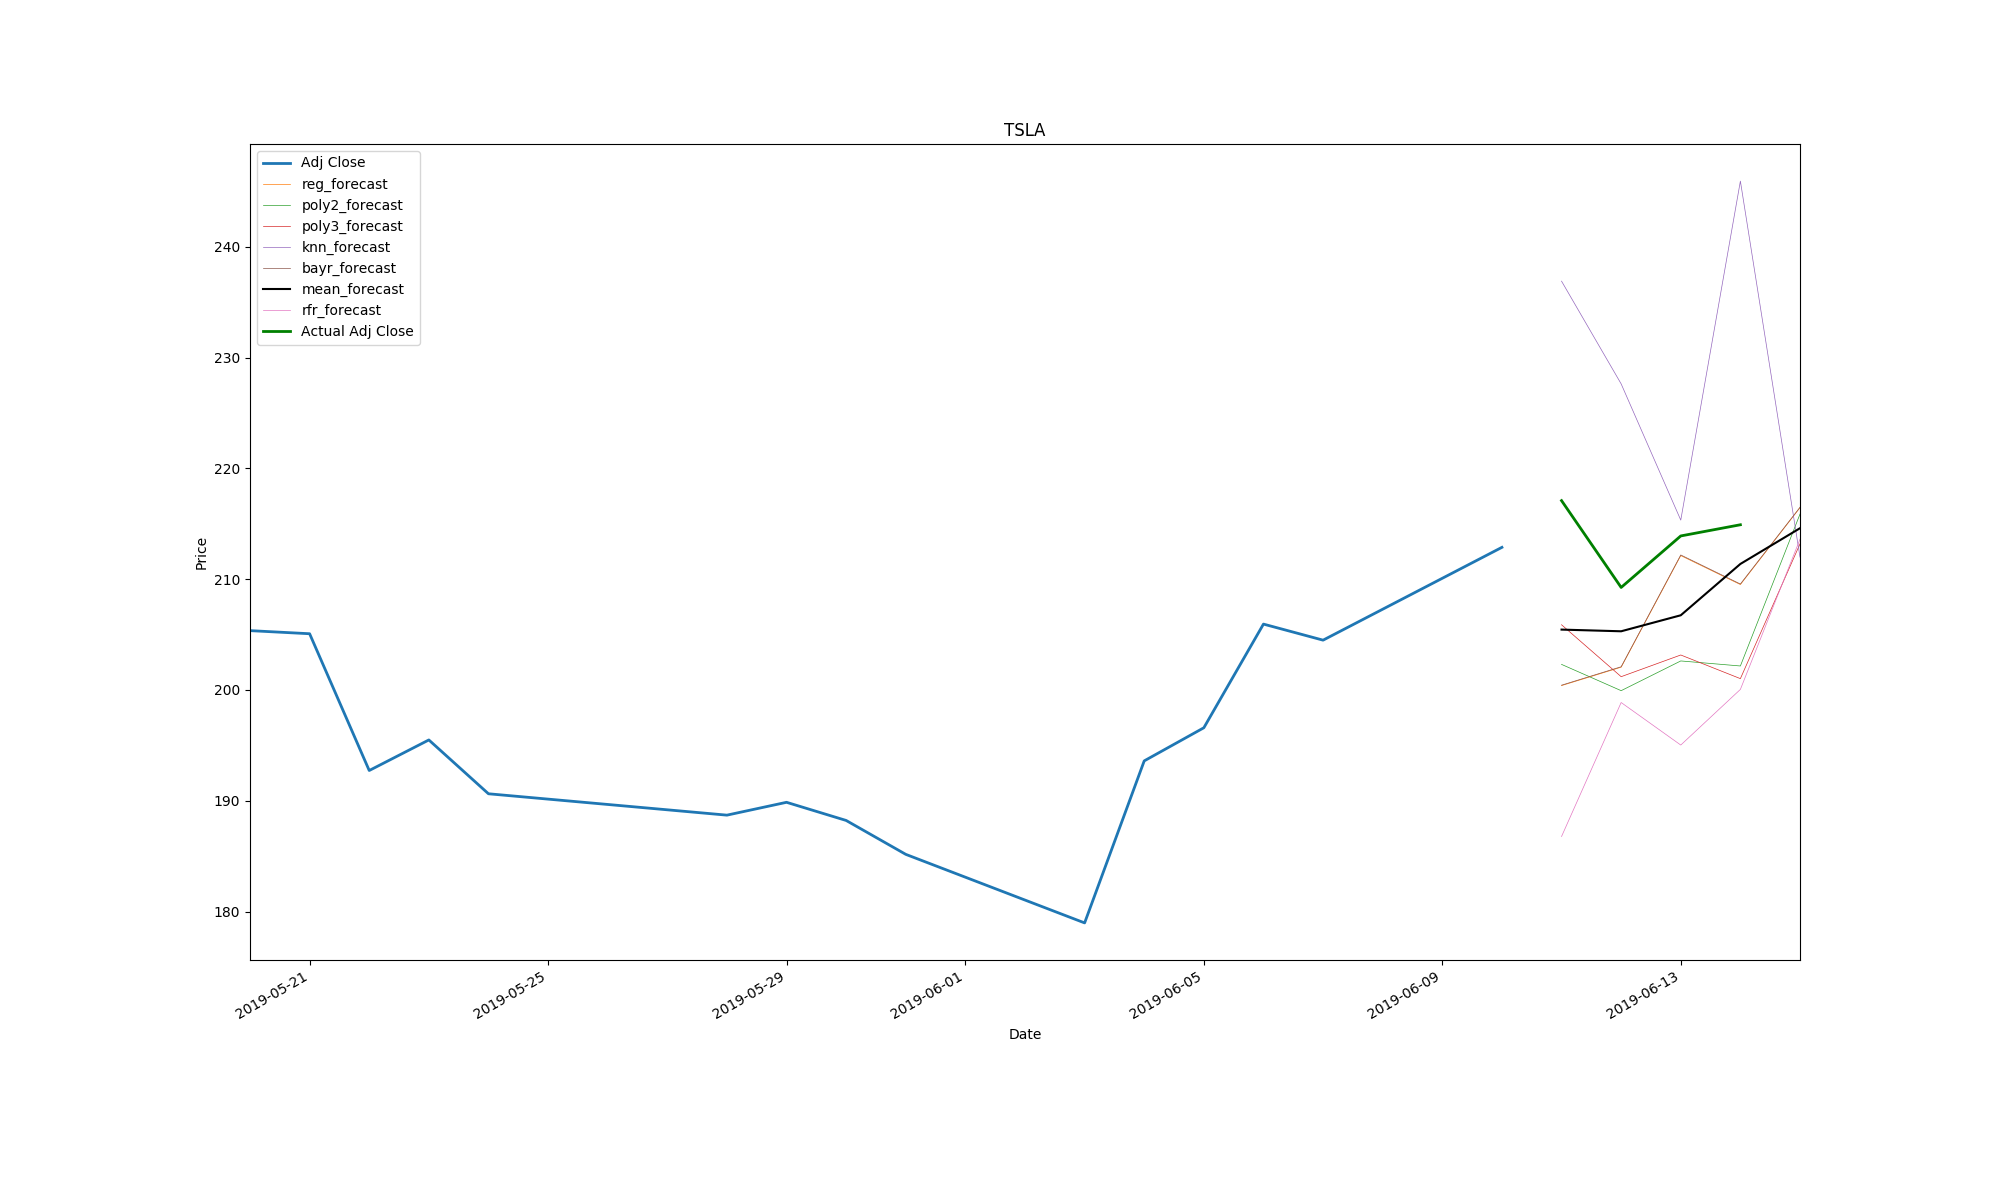 TSLA
Adj Close
reg_forecast
poly2_forecast
poly3_forecast
knn_forecast
bayr_forecast
mean_forecast
rfr_forecast
Actual Adj Close
240
230
220
210
200
190
180
Price
2019-05-21
2019-05-25
2019-05-29
2019-06-01
2019-06-05
2019-06-09
2019-06-13
Date